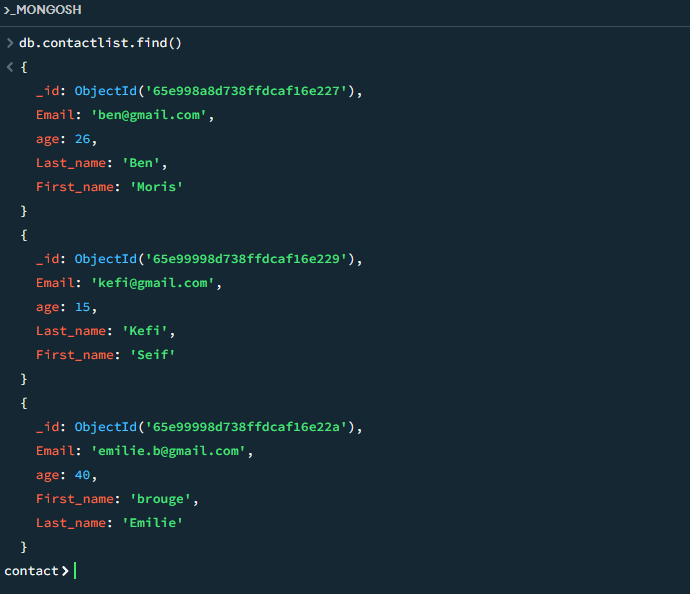 >_MONGOSH
> db.contactlist.find()
< {
_id: ObjectId('65e998a8d738ffdcaf16e227'),
Email: 'ben@gmail.com',
age: 26,
Last_name: 'Ben',
First_name: 'Moris'
}
{
_id: ObjectId('65e99998d738ffdcaf16e229'),
Email: 'kefi@gmail.com',
age: 15,
Last_name: 'Kefi',
First_name: 'Seif'
}
{
_id: ObjectId('65e99998d738ffdcaf16e22a'),
Email: 'emilie.b@gmail.com',
age: 40,
First_name: 'brouge',
Last_name: 'Emilie'
}
contact>